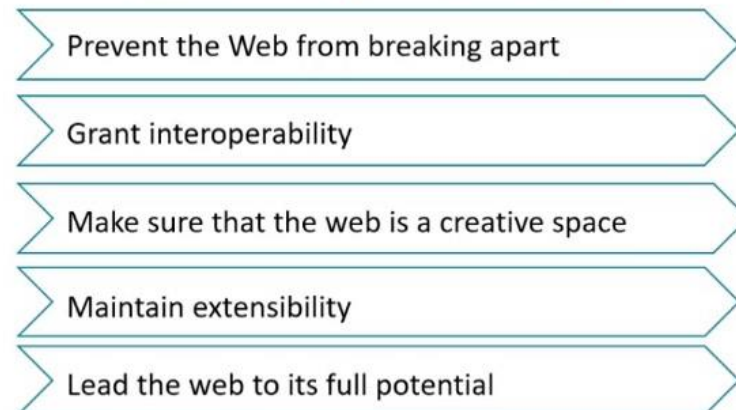 Prevent the Web from breaking apart
Grant interoperability
Make sure that the web is a creative space
Maintain extensibility
Lead the web to its full potential